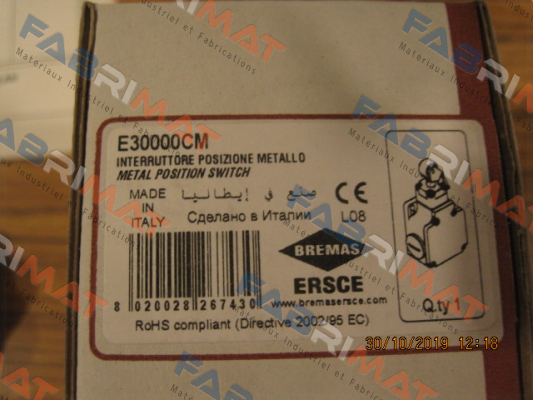 E30000CM
INTERRUTTORE POSIZIONE METALLO
METAL POSITION SWITCH
MADE IN ITALY
صنع في إيطاليا
Сделано в Италии
CE
L08
BREMAS
ERSCE
www.bremasersce.com
8 020028 267430
Q.ty 1
RoHS compliant (Directive 2002/95 EC)
30/10/2019 12:18
FABRIMAT
Materiaux Industriel et Fabrications